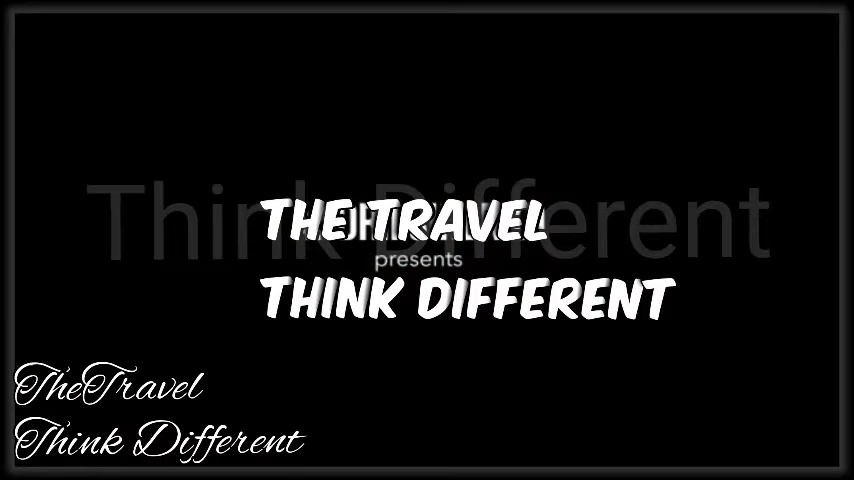 Think Different
THE TRAVEL
presents
THINK DIFFERENT
TheTravel
Think Different